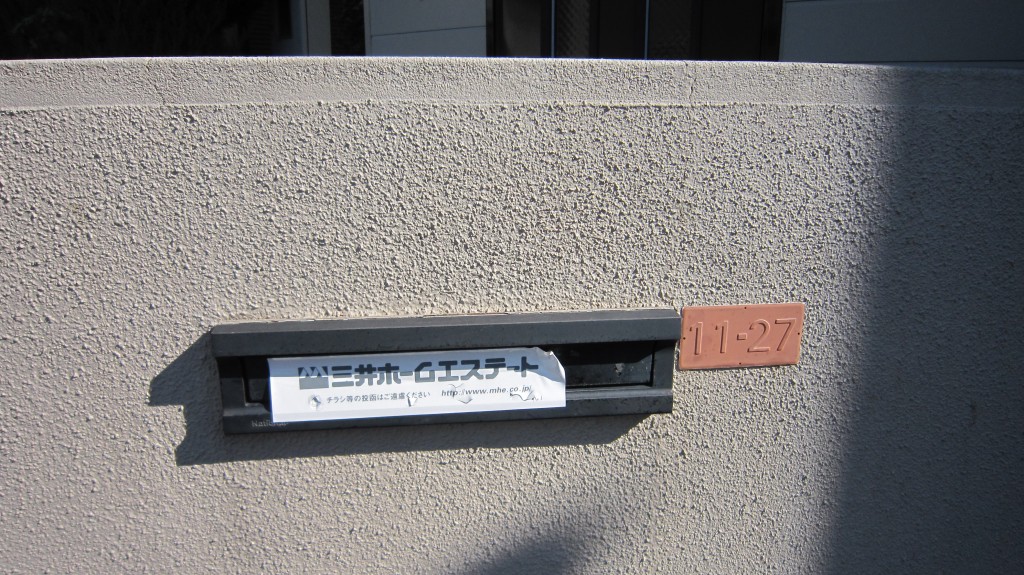 三井ホームエステート
チラシ等の投函はご遠慮ください http://www.mhe.co.jp/
11-27